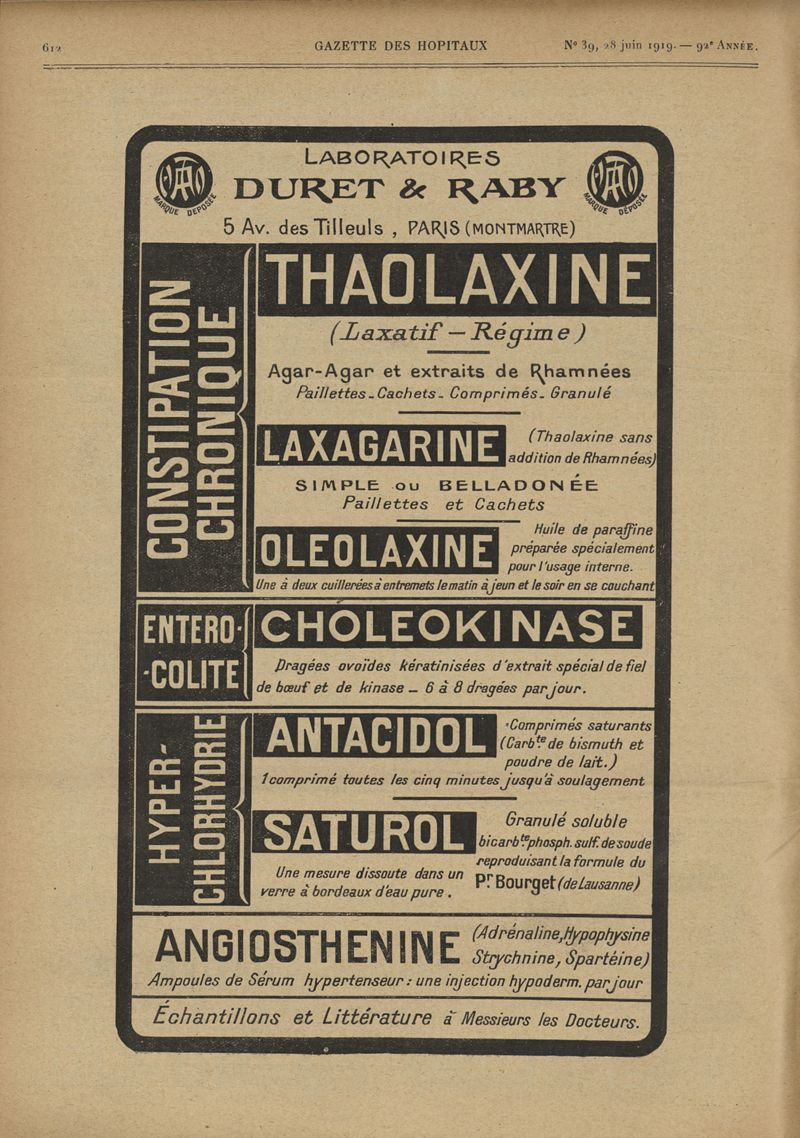 612
GAZETTE DES HOPITAUX
N° 39, 28 juin 1919. — 92e ANNÉE.
LABORATOIRES
DURET & RABY
MARQUE DÉPOSÉE
MARQUE DÉPOSÉE
5 Av. des Tilleuls, PARIS (MONTMARTRE)
CONSTIPATION
CHRONIQUE
THAOLAXINE
(Laxatif — Régime)
Agar-Agar et extraits de Rhamnées
Paillettes - Cachets - Comprimés - Granulé
LAXAGARINE
(Thaolaxine sans
addition de Rhamnées)
SIMPLE ou BELLADONÉE
Paillettes et Cachets
OLEOLAXINE
Huile de paraffine
préparée spécialement
pour l'usage interne.
Une à deux cuillerées à entremets le matin à jeun et le soir en se couchant
ENTERO-
-COLITE
CHOLEOKINASE
Dragées ovoïdes kératinisées d'extrait spécial de fiel
de bœuf et de kinase — 6 à 8 dragées par jour.
HYPER-
CHLORHYDRIE
ANTACIDOL
Comprimés saturants
(Carbte de bismuth et
poudre de lait.)
1 comprimé toutes les cinq minutes jusqu'à soulagement
SATUROL
Granulé soluble
bicarbte phosph. sulf. de soude
reproduisant la formule du
Pr Bourget (de Lausanne)
Une mesure dissoute dans un
verre à bordeaux d'eau pure.
ANGIOSTHENINE
(Adrénaline, Hypophysine
Strychnine, Spartéine)
Ampoules de Sérum hypertenseur : une injection hypoderm. par jour
Échantillons et Littérature à Messieurs les Docteurs.